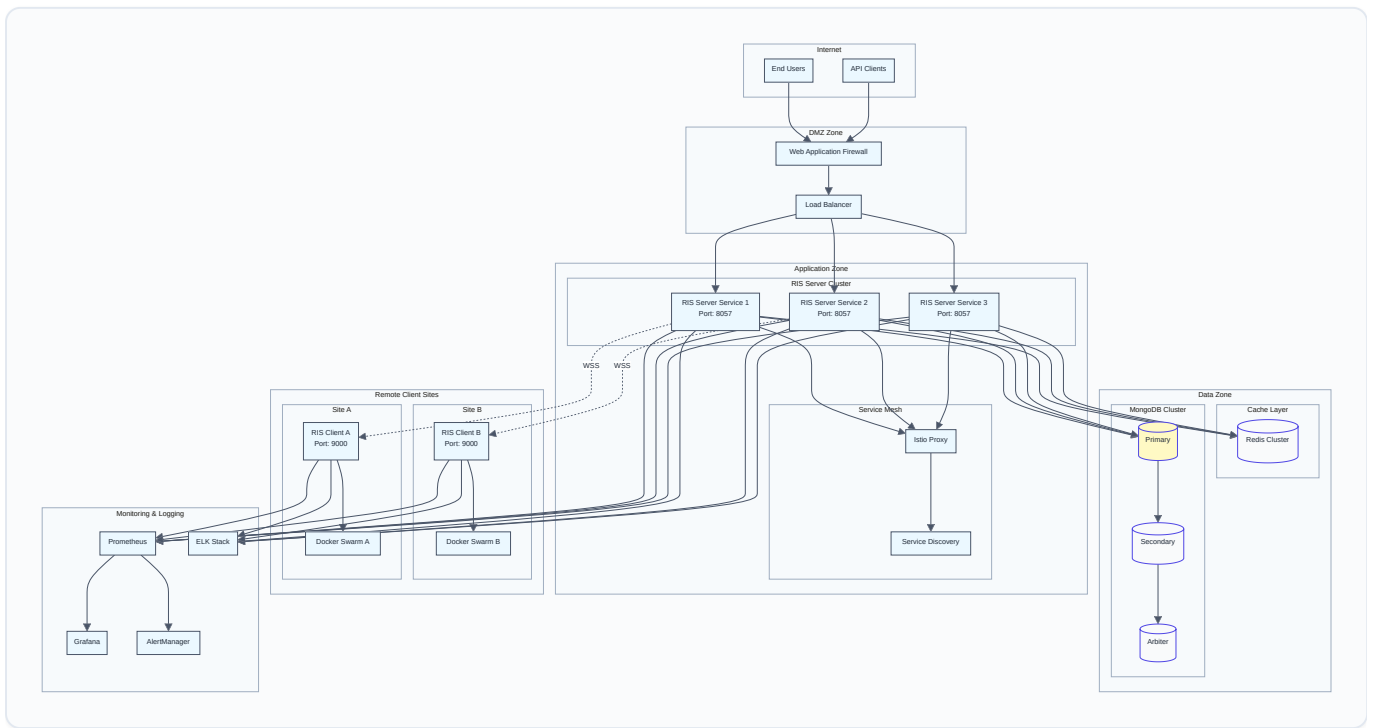 Internet
End Users
API Clients
DMZ Zone
Web Application Firewall
Load Balancer
Application Zone
RIS Server Cluster
RIS Server Service 1
Port: 8057
RIS Server Service 2
Port: 8057
RIS Server Service 3
Port: 8057
WSS
WSS
Remote Client Sites
Site A
RIS Client A
Port: 9000
Site B
RIS Client B
Port: 9000
Service Mesh
Istio Proxy
Data Zone
MongoDB Cluster
Primary
Cache Layer
Redis Cluster
Monitoring & Logging
Prometheus
ELK Stack
Docker Swarm A
Docker Swarm B
Service Discovery
Secondary
Grafana
AlertManager
Arbiter